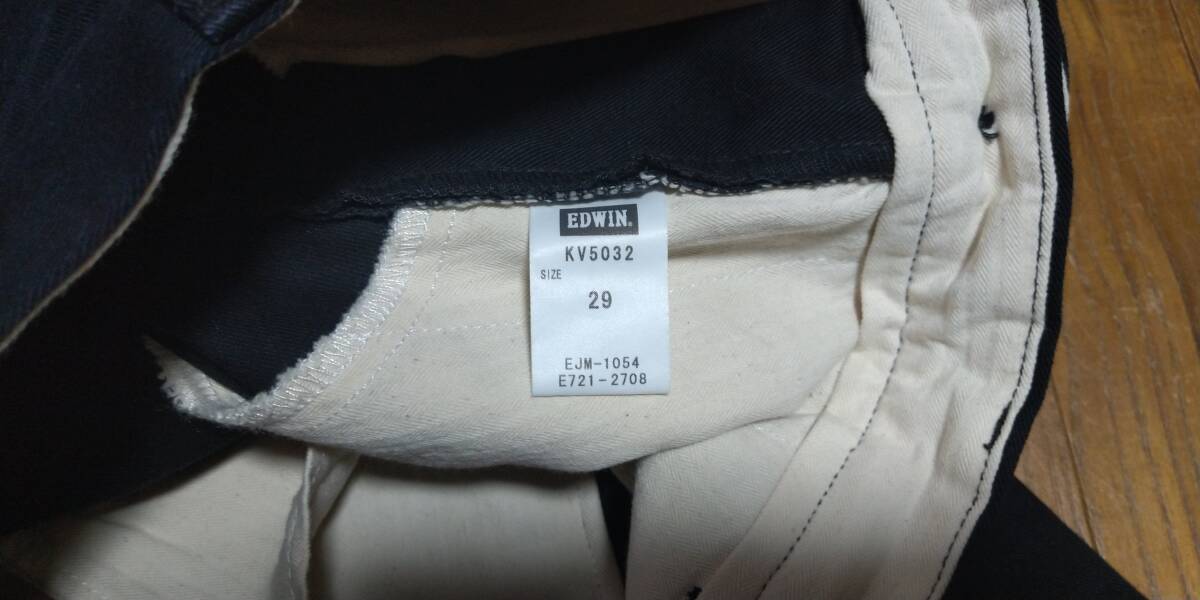 EDWIN®
KV5032
SIZE
29
EJM-1054
E721-2708